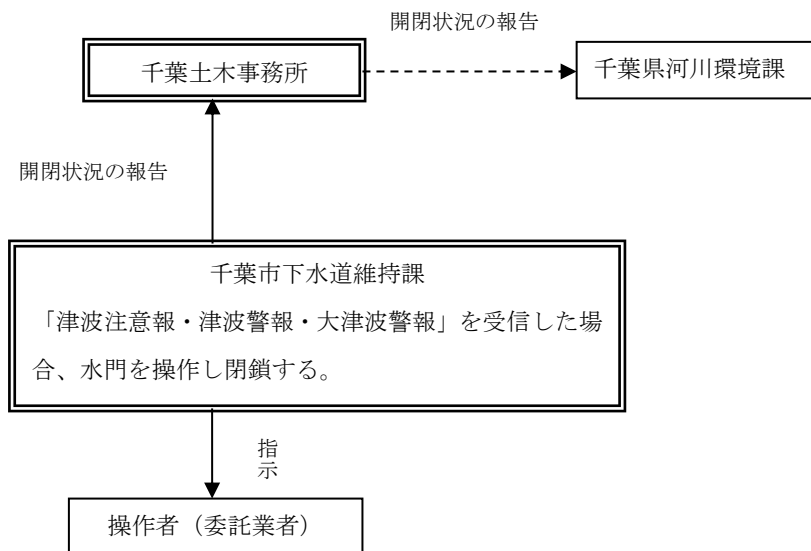 開閉状況の報告
千葉土木事務所
千葉県河川環境課
開閉状況の報告
千葉市下水道維持課
「津波注意報・津波警報・大津波警報」を受信した場
合、水門を操作し閉鎖する。
指示
操作者（委託業者）